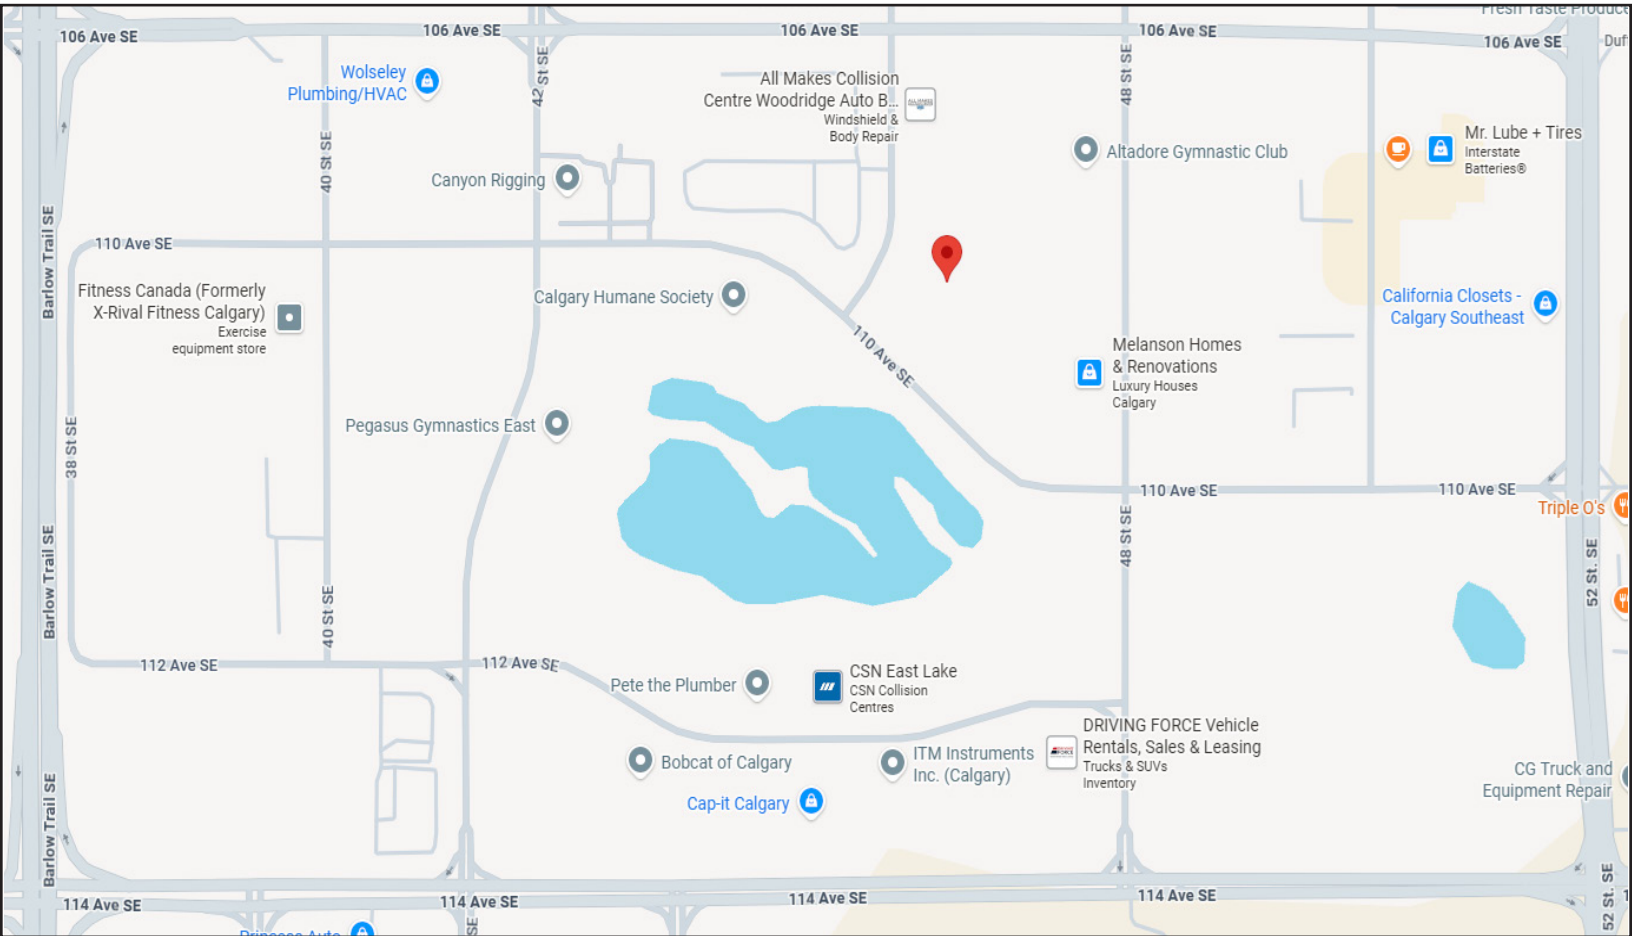 Fresh Taste Produce
106 Ave SE
106 Ave SE
106 Ave SE
106 Ave SE
106 Ave SE
Wolseley
Plumbing/HVAC
42 St SE
All Makes Collision
Centre Woodridge Auto B...
Windshield &
Body Repair
48 St SE
Altadore Gymnastic Club
Mr. Lube + Tires
Interstate
Batteries®
40 St SE
Canyon Rigging
Barlow Trail SE
110 Ave SE
Fitness Canada (Formerly
X-Rival Fitness Calgary)
Exercise
equipment store
Calgary Humane Society
110 Ave SE
California Closets -
Calgary Southeast
Melanson Homes
& Renovations
Luxury Houses
Calgary
Pegasus Gymnastics East
38 St SE
110 Ave SE
110 Ave SE
Triple O's
48 St SE
52 St. SE
Barlow Trail SE
40 St SE
112 Ave SE
112 Ave SE
Pete the Plumber
CSN East Lake
CSN Collision
Centres
Bobcat of Calgary
ITM Instruments
Inc. (Calgary)
DRIVING FORCE Vehicle
Rentals, Sales & Leasing
Trucks & SUVs
Inventory
Cap-it Calgary
CG Truck and
Equipment Repair
Barlow Trail SE
114 Ave SE
114 Ave SE
114 Ave SE
114 Ave SE
52 St. SE
SE
Princess Auto